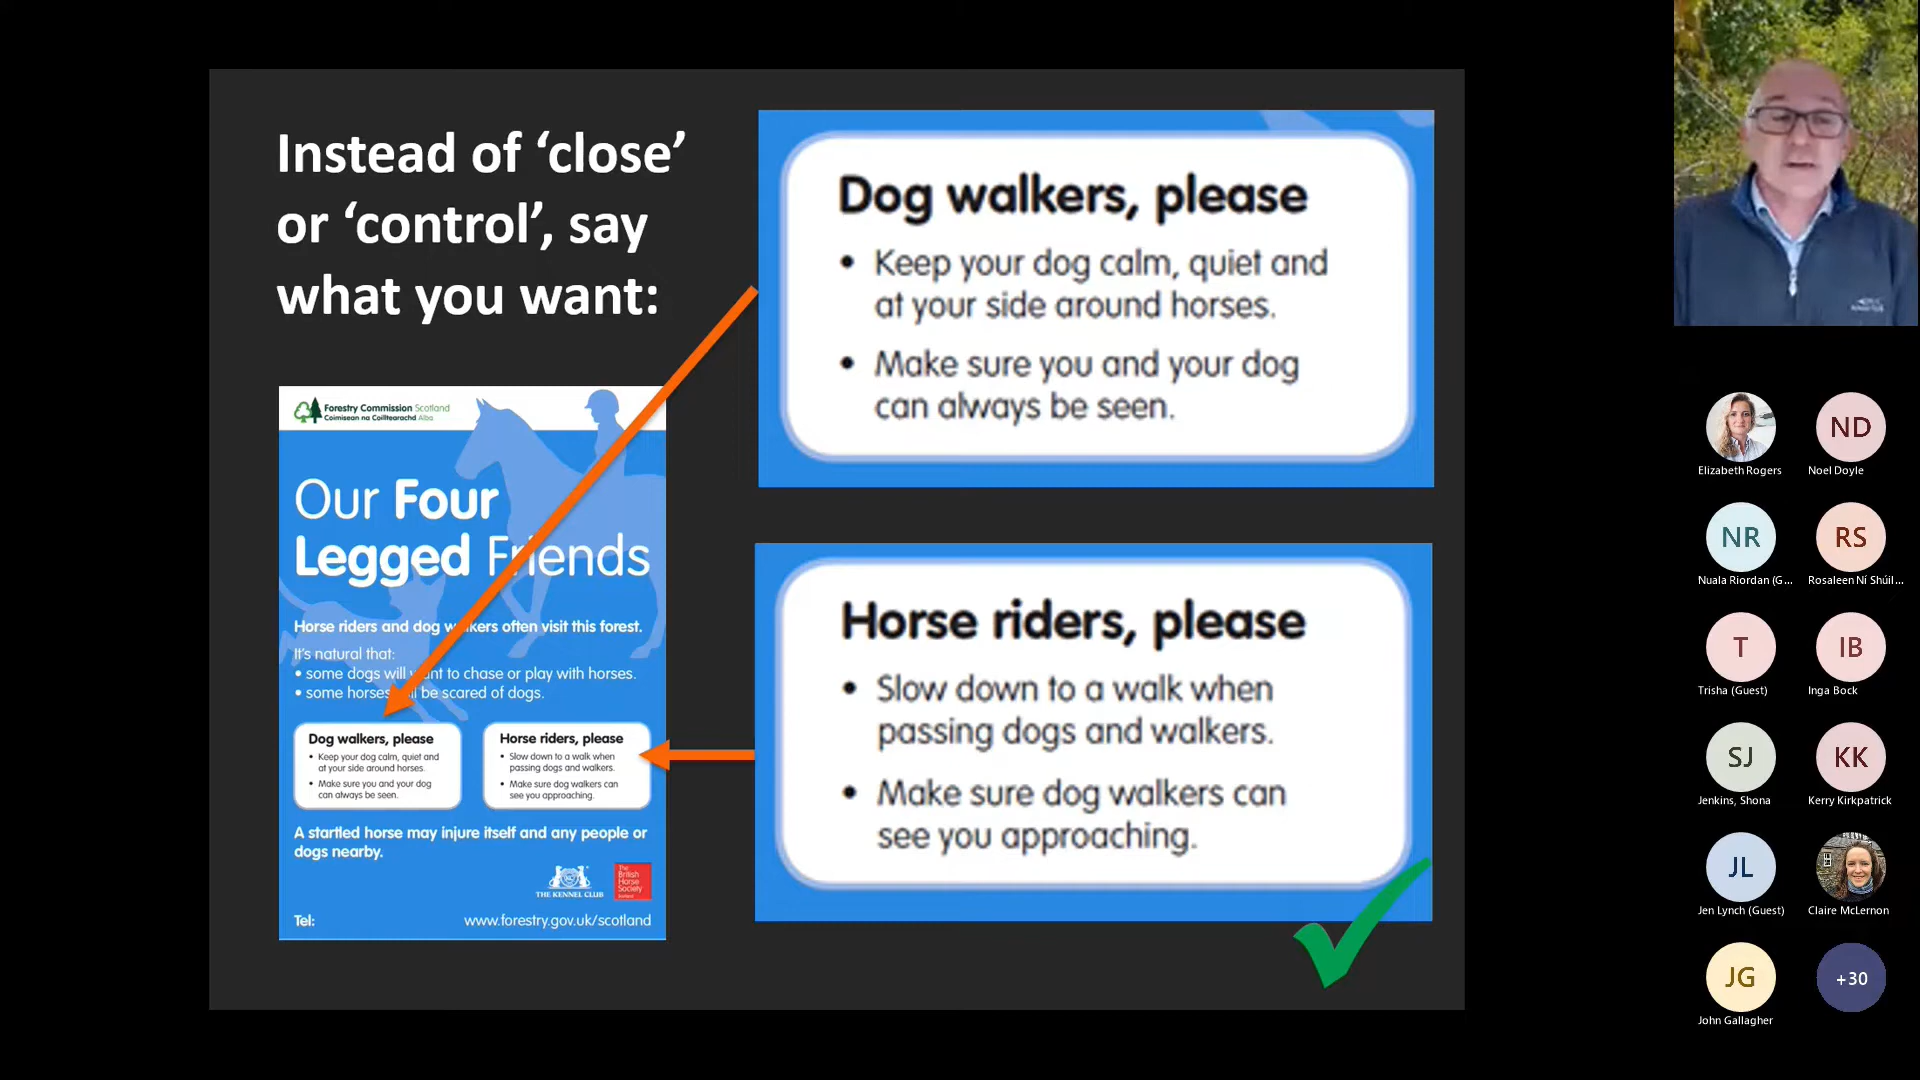 Instead of ‘close’
or ‘control’, say
what you want:
Dog walkers, please
• Keep your dog calm, quiet and
at your side around horses.
• Make sure you and your dog
can always be seen.
Horse riders, please
• Slow down to a walk when
passing dogs and walkers.
• Make sure dog walkers can
see you approaching.
Forestry Commission Scotland
Coimisean na Coilltearachd Alba
Our Four
Legged Friends
Horse riders and dog walkers often visit this forest.
It's natural that:
• some dogs will want to chase or play with horses.
• some horses will be scared of dogs.
Dog walkers, please
• Keep your dog calm, quiet and
at your side around horses.
• Make sure you and your dog
can always be seen.
Horse riders, please
• Slow down to a walk when
passing dogs and walkers.
• Make sure dog walkers can
see you approaching.
A startled horse may injure itself and any people or
dogs nearby.
THE KENNEL CLUB
The
British
Horse
Society
Tel:
www.forestry.gov.uk/scotland
Elizabeth Rogers
ND
Noel Doyle
NR
Nuala Riordan (G...
RS
Rosaleen Ní Shúil...
T
Trisha (Guest)
IB
Inga Bock
SJ
Jenkins, Shona
KK
Kerry Kirkpatrick
JL
Jen Lynch (Guest)
Claire McLernon
JG
John Gallagher
+30